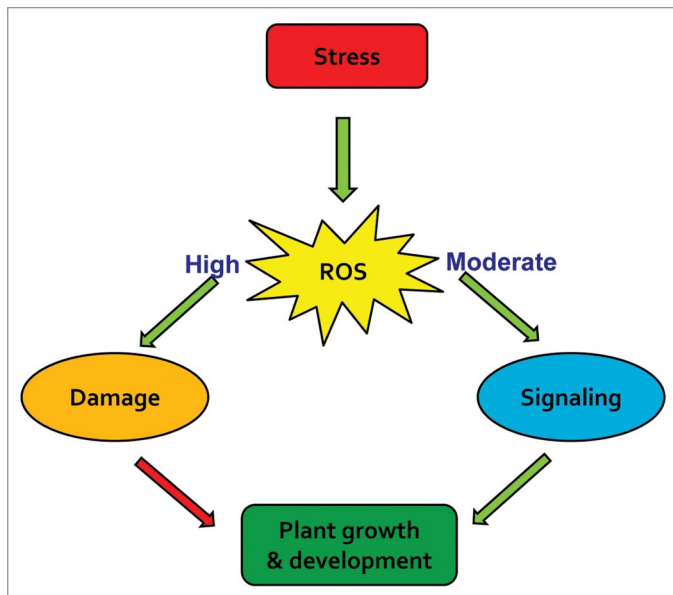 Stress
High
ROS
Moderate
Damage
Signaling
Plant growth
& development